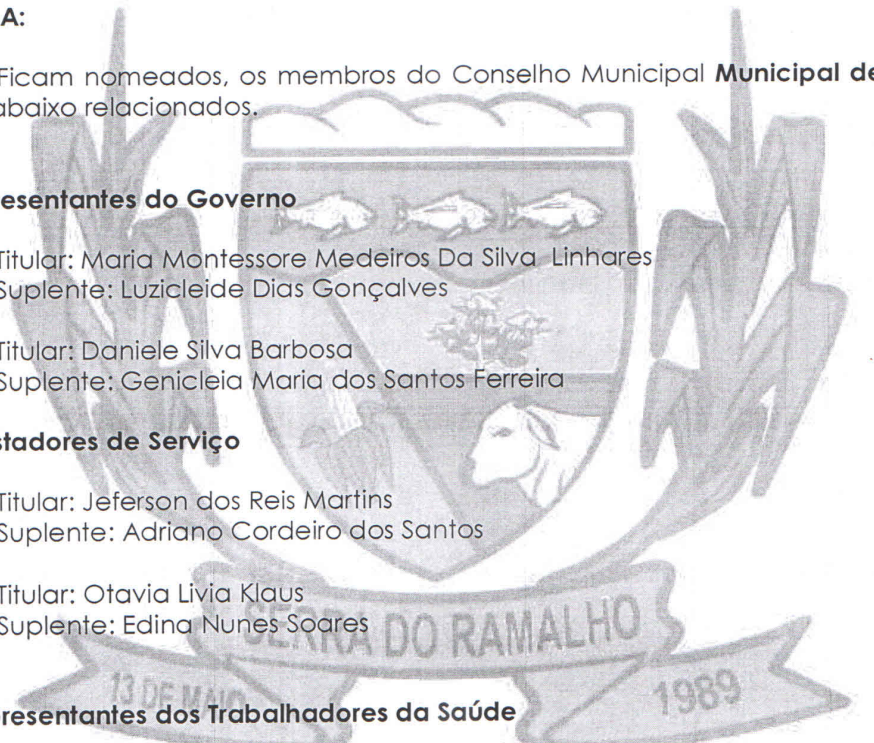 A:
Ficam nomeados, os membros do Conselho Municipal Municipal de
abaixo relacionados.
esentantes do Governo
Titular: Maria Montessore Medeiros Da Silva Linhares
Suplente: Luzicleide Dias Gonçalves
Titular: Daniele Silva Barbosa
Suplente: Genicleia Maria dos Santos Ferreira
stadores de Serviço
Titular: Jeferson dos Reis Martins
Suplente: Adriano Cordeiro dos Santos
Titular: Otavia Livia Klaus
Suplente: Edina Nunes Soares
SERRA DO RAMALHO
13 DE MAIO
1989
resentantes dos Trabalhadores da Saúde